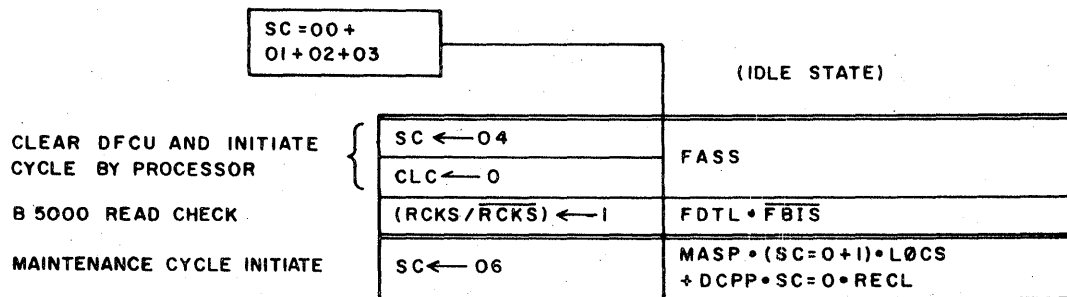 SC=00+
01+02+03
(IDLE STATE)
CLEAR DFCU AND INITIATE
CYCLE BY PROCESSOR
SC ← 04
CLC ← 0
FASS
B 5000 READ CHECK
(RCKS/R̅C̅K̅S̅) ← 1
FDTL • F̅B̅I̅S̅
MAINTENANCE CYCLE INITIATE
SC ← 06
MASP • (SC=0+1) • LØCS
+ DCPP • SC=0 • RECL